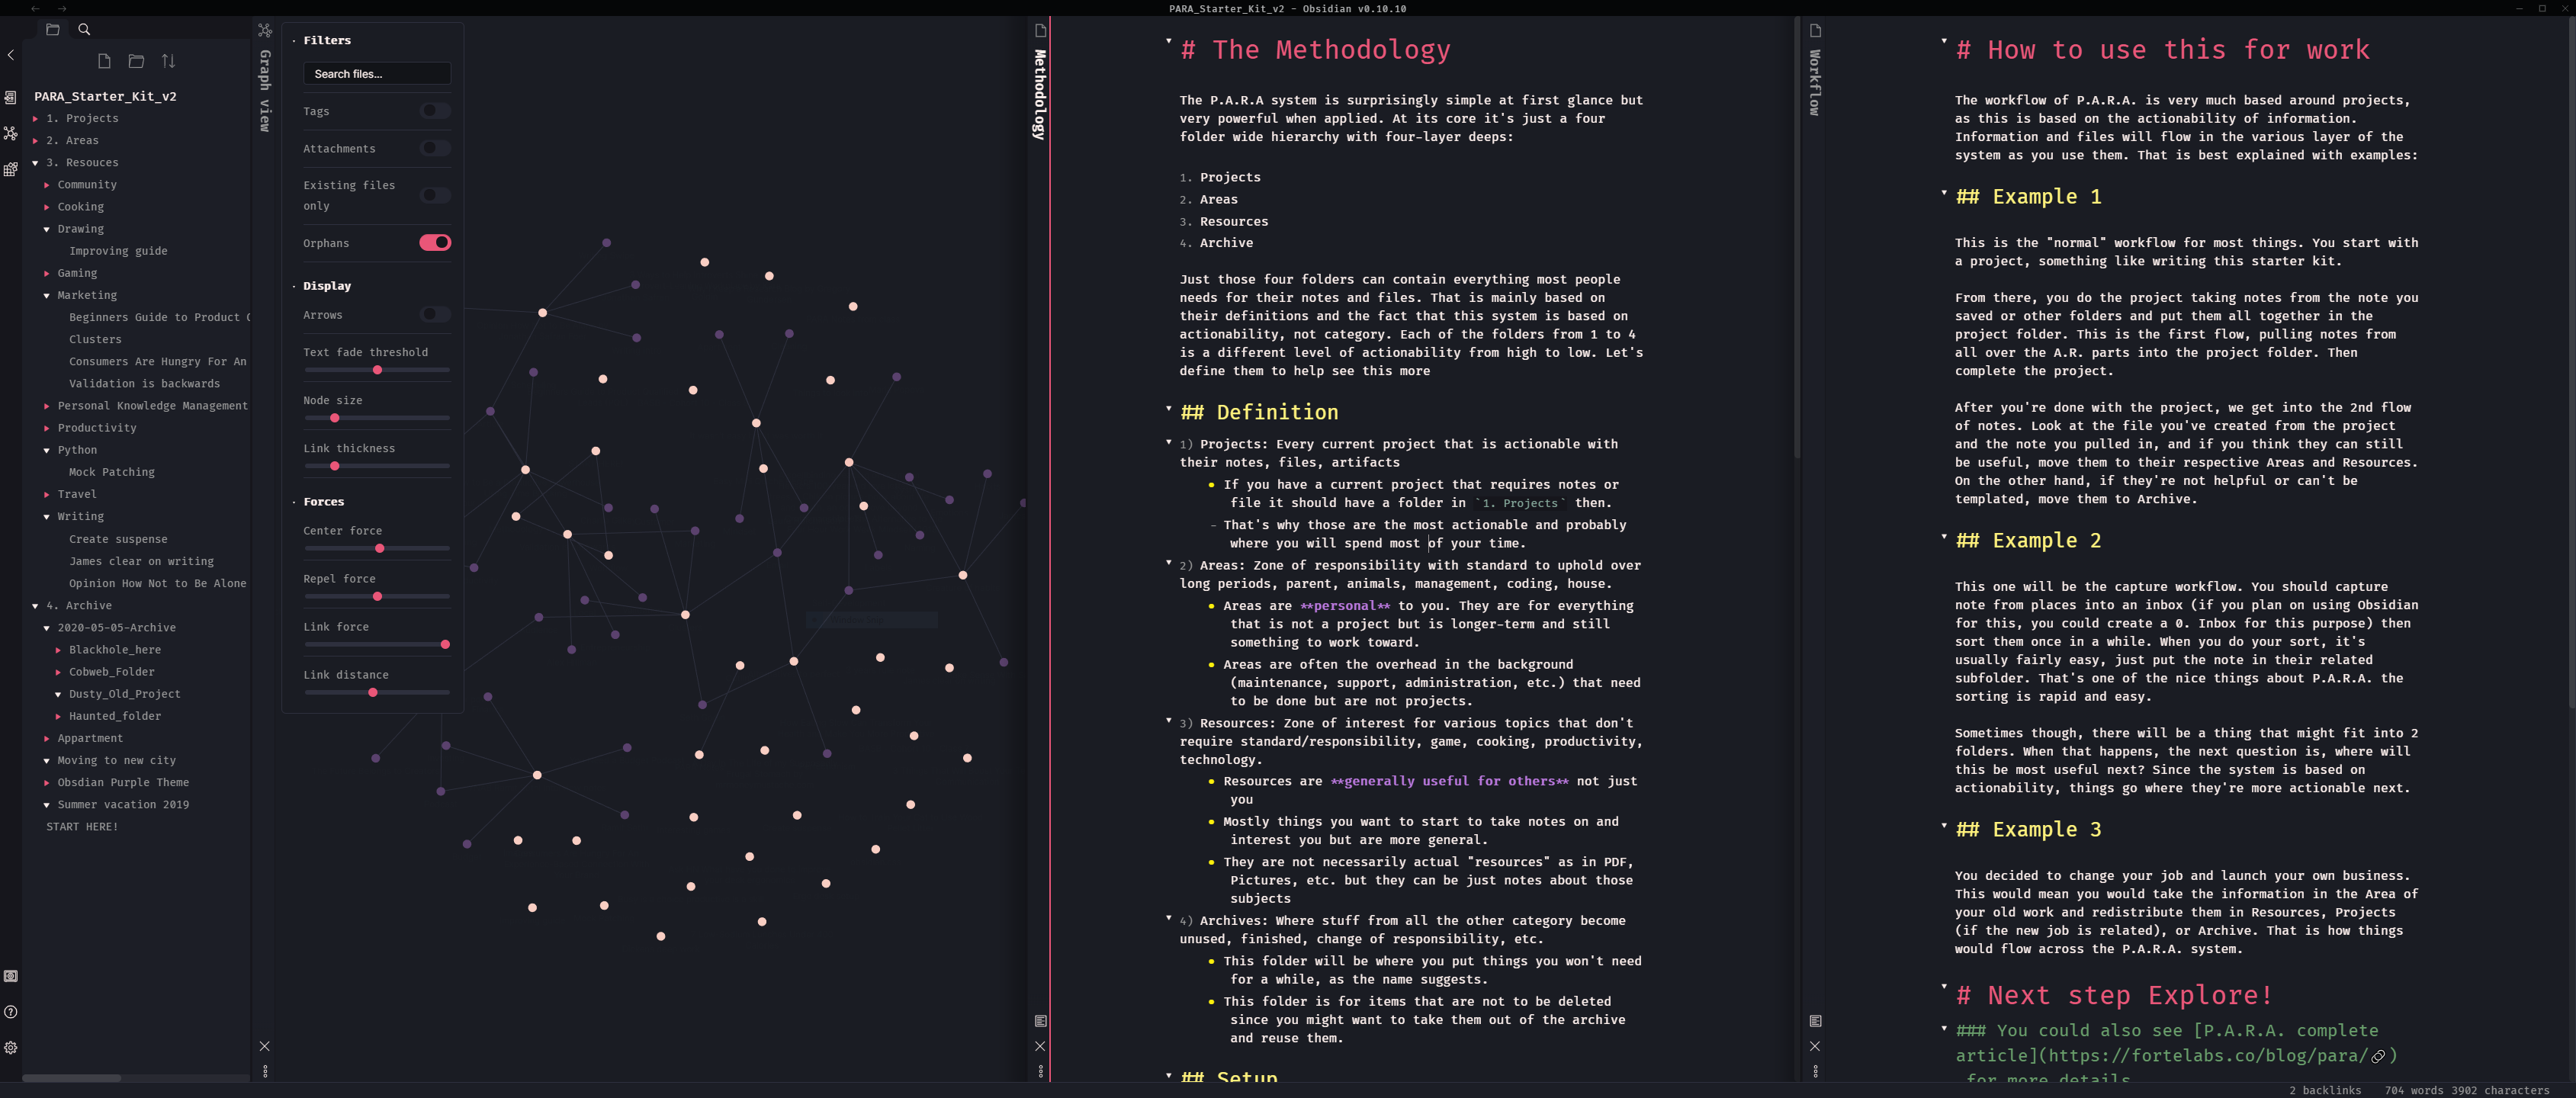 PARA_Starter_Kit_v2 - Obsidian v0.10.10
PARA_Starter_Kit_v2
1. Projects
2. Areas
3. Resouces
Community
Cooking
Drawing
Improving guide
Gaming
Marketing
Beginners Guide to Product
Clusters
Consumers Are Hungry For An
Validation is backwards
Personal Knowledge Management
Productivity
Python
Mock Patching
Travel
Writing
Create suspense
James clear on writing
Opinion How Not to Be Alone
4. Archive
2020-05-05-Archive
Blackhole_here
Cobweb_Folder
Dusty_Old_Project
Haunted_folder
Appartment
Moving to new city
Obsdian Purple Theme
Summer vacation 2019
START HERE!
Graph view
Filters
Search files...
Tags
Attachments
Existing files
only
Orphans
Display
Arrows
Text fade threshold
Node size
Link thickness
Forces
Center force
Repel force
Link force
Link distance
Methodology
# The Methodology
The P.A.R.A system is surprisingly simple at first glance but
very powerful when applied. At its core it's just a four
folder wide hierarchy with four-layer deeps:
1. Projects
2. Areas
3. Resources
4. Archive
Just those four folders can contain everything most people
needs for their notes and files. That is mainly based on
their definitions and the fact that this system is based on
actionability, not category. Each of the folders from 1 to 4
is a different level of actionability from high to low. Let's
define them to help see this more
## Definition
1) Projects: Every current project that is actionable with
their notes, files, artifacts
• If you have a current project that requires notes or
file it should have a folder in `1. Projects` then.
- That's why those are the most actionable and probably
where you will spend most of your time.
2) Areas: Zone of responsibility with standard to uphold over
long periods, parent, animals, management, coding, house.
• Areas are **personal** to you. They are for everything
that is not a project but is longer-term and still
something to work toward.
• Areas are often the overhead in the background
(maintenance, support, administration, etc.) that need
to be done but are not projects.
3) Resources: Zone of interest for various topics that don't
require standard/responsibility, game, cooking, productivity,
technology.
• Resources are **generally useful for others** not just
you
• Mostly things you want to start to take notes on and
interest you but are more general.
• They are not necessarily actual "resources" as in PDF,
Pictures, etc. but they can be just notes about those
subjects
4) Archives: Where stuff from all the other category become
unused, finished, change of responsibility, etc.
• This folder will be where you put things you won't need
for a while, as the name suggests.
• This folder is for items that are not to be deleted
since you might want to take them out of the archive
and reuse them.
## Setup
Workflow
# How to use this for work
The workflow of P.A.R.A. is very much based around projects,
as this is based on the actionability of information.
Information and files will flow in the various layer of the
system as you use them. That is best explained with examples:
## Example 1
This is the "normal" workflow for most things. You start with
a project, something like writing this starter kit.
From there, you do the project taking notes from the note you
saved or other folders and put them all together in the
project folder. This is the first flow, pulling notes from
all over the A.R. parts into the project folder. Then
complete the project.
After you're done with the project, we get into the 2nd flow
of notes. Look at the file you've created from the project
and the note you pulled in, and if you think they can still
be useful, move them to their respective Areas and Resources.
On the other hand, if they're not helpful or can't be
templated, move them to Archive.
## Example 2
This one will be the capture workflow. You should capture
note from places into an inbox (if you plan on using Obsidian
for this, you could create a 0. Inbox for this purpose) then
sort them once in a while. When you do your sort, it's
usually fairly easy, just put the note in their related
subfolder. That's one of the nice things about P.A.R.A. the
sorting is rapid and easy.
Sometimes though, there will be a thing that might fit into 2
folders. When that happens, the next question is, where will
this be most useful next? Since the system is based on
actionability, things go where they're more actionable next.
## Example 3
You decided to change your job and launch your own business.
This would mean you would take the information in the Area of
your old work and redistribute them in Resources, Projects
(if the new job is related), or Archive. That is how things
would flow across the P.A.R.A. system.
# Next step Explore!
### You could also see [P.A.R.A. complete
article](https://fortelabs.co/blog/para/)
for more details
2 backlinks 704 words 3902 characters